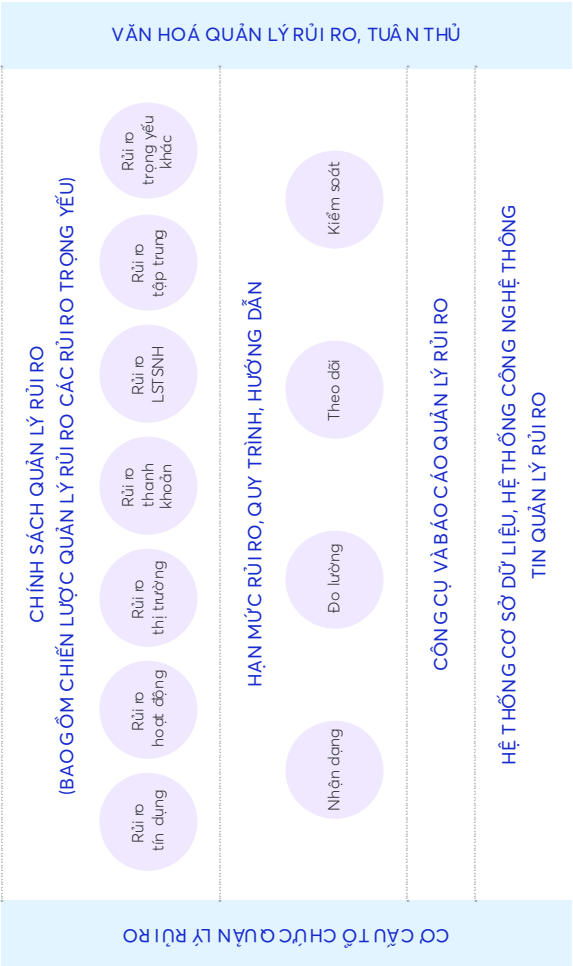 VĂN HOÁ QUẢN LÝ RỦI RO, TUÂN THỦ
CHÍNH SÁCH QUẢN LÝ RỦI RO
(BAO GỒM CHIẾN LƯỢC QUẢN LÝ RỦI RO CÁC RỦI RO TRỌNG YẾU)
Rủi ro
tín dụng
Rủi ro
hoạt động
Rủi ro
thị trường
Rủi ro
thanh
khoản
Rủi ro
LSTSNH
Rủi ro
tập trung
Rủi ro
trọng yếu
khác
HẠN MỨC RỦI RO, QUY TRÌNH, HƯỚNG DẪN
Nhận dạng
Đo lường
Theo dõi
Kiểm soát
CÔNG CỤ VÀ BÁO CÁO QUẢN LÝ RỦI RO
HỆ THỐNG CƠ SỞ DỮ LIỆU, HỆ THỐNG CÔNG NGHỆ THÔNG
TIN QUẢN LÝ RỦI RO
CƠ CẤU TỔ CHỨC QUẢN LÝ RỦI RO